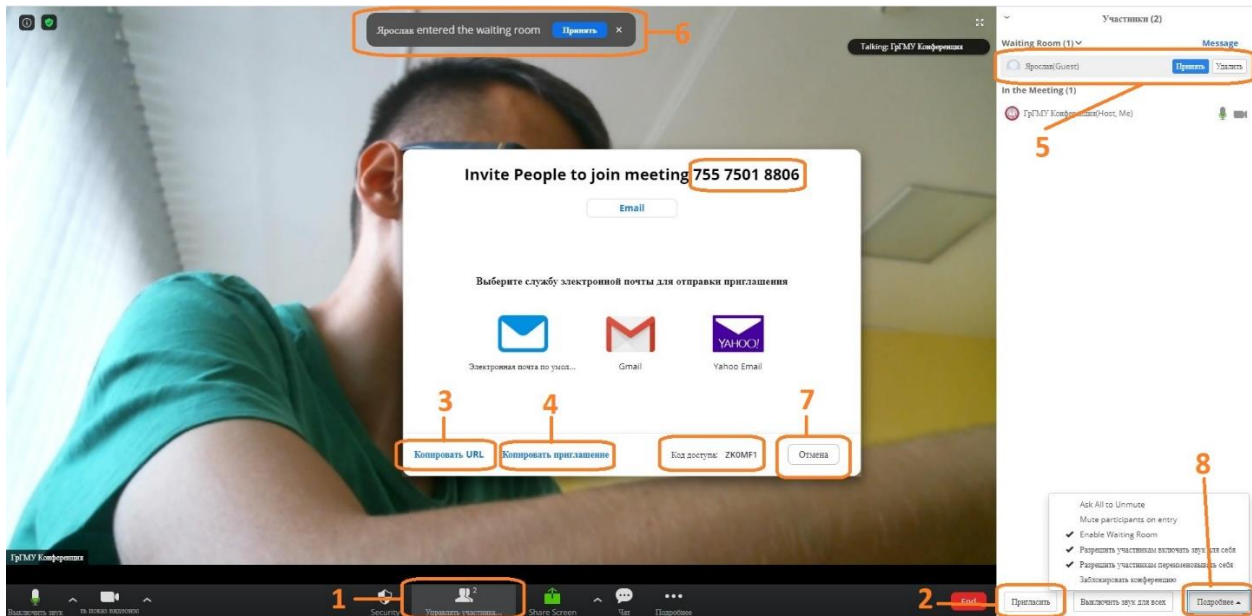 Ярослав entered the waiting room Принять ×
6
Talking: ГрГМУ Конференция
Участники (2)
Waiting Room (1) Message
Ярослав(Guest) Принять Удалить
In the Meeting (1)
ГрГМУ Конференция(Host, Me)
5
Invite People to join meeting 755 7501 8806
Email
Выберите службу электронной почты для отправки приглашения
YAHOO!
Электронная почта по умол... Gmail Yahoo Email
3 4 7
Копировать URL Копировать приглашение Код доступа: ZK0MF1 Отмена
8
Ask All to Unmute
Mute participants on entry
Enable Waiting Room
Разрешить участникам включать звук для себя
Разрешить участникам переименовывать себя
Заблокировать конференцию
ГрГМУ Конференция
1 2
2
Выключить звук Security Управлять участника... Share Screen Чат Подробнее End
Пригласить Выключить звук для всех Подробнее